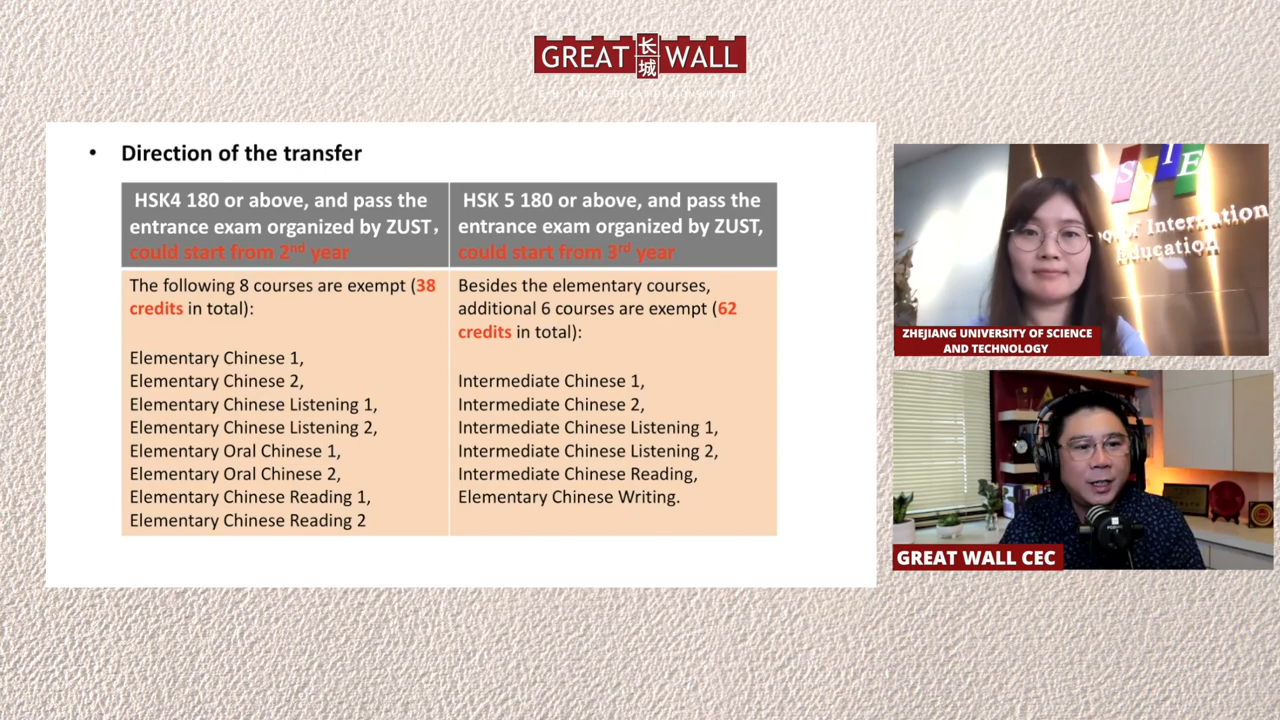 GREAT 长城 WALL
• Direction of the transfer
HSK4 180 or above, and pass the
entrance exam organized by ZUST,
could start from 2nd year
HSK 5 180 or above, and pass the
entrance exam organized by ZUST,
could start from 3rd year
The following 8 courses are exempt (38
credits in total):
Elementary Chinese 1,
Elementary Chinese 2,
Elementary Chinese Listening 1,
Elementary Chinese Listening 2,
Elementary Oral Chinese 1,
Elementary Oral Chinese 2,
Elementary Chinese Reading 1,
Elementary Chinese Reading 2
Besides the elementary courses,
additional 6 courses are exempt (62
credits in total):
Intermediate Chinese 1,
Intermediate Chinese 2,
Intermediate Chinese Listening 1,
Intermediate Chinese Listening 2,
Intermediate Chinese Reading,
Elementary Chinese Writing.
S T E
of Internation
Education
ZHEJIANG UNIVERSITY OF SCIENCE
AND TECHNOLOGY
GREAT WALL CEC